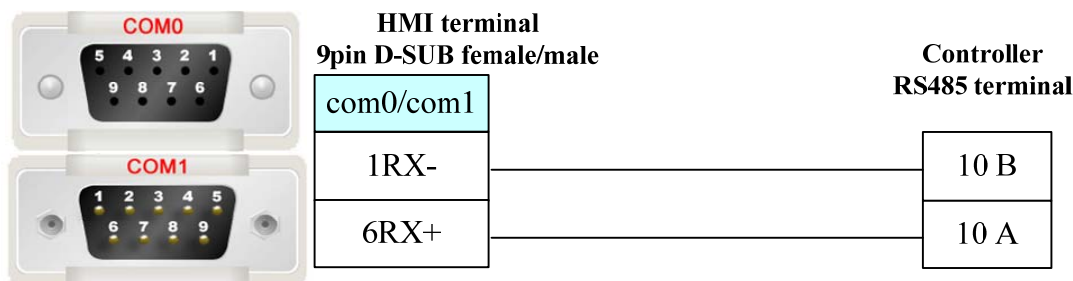 COM0
5 4 3 2 1
9 8 7 6
COM1
1 2 3 4 5
6 7 8 9
HMI terminal
9pin D-SUB female/male
com0/com1
1RX-
6RX+
Controller
RS485 terminal
10 B
10 A